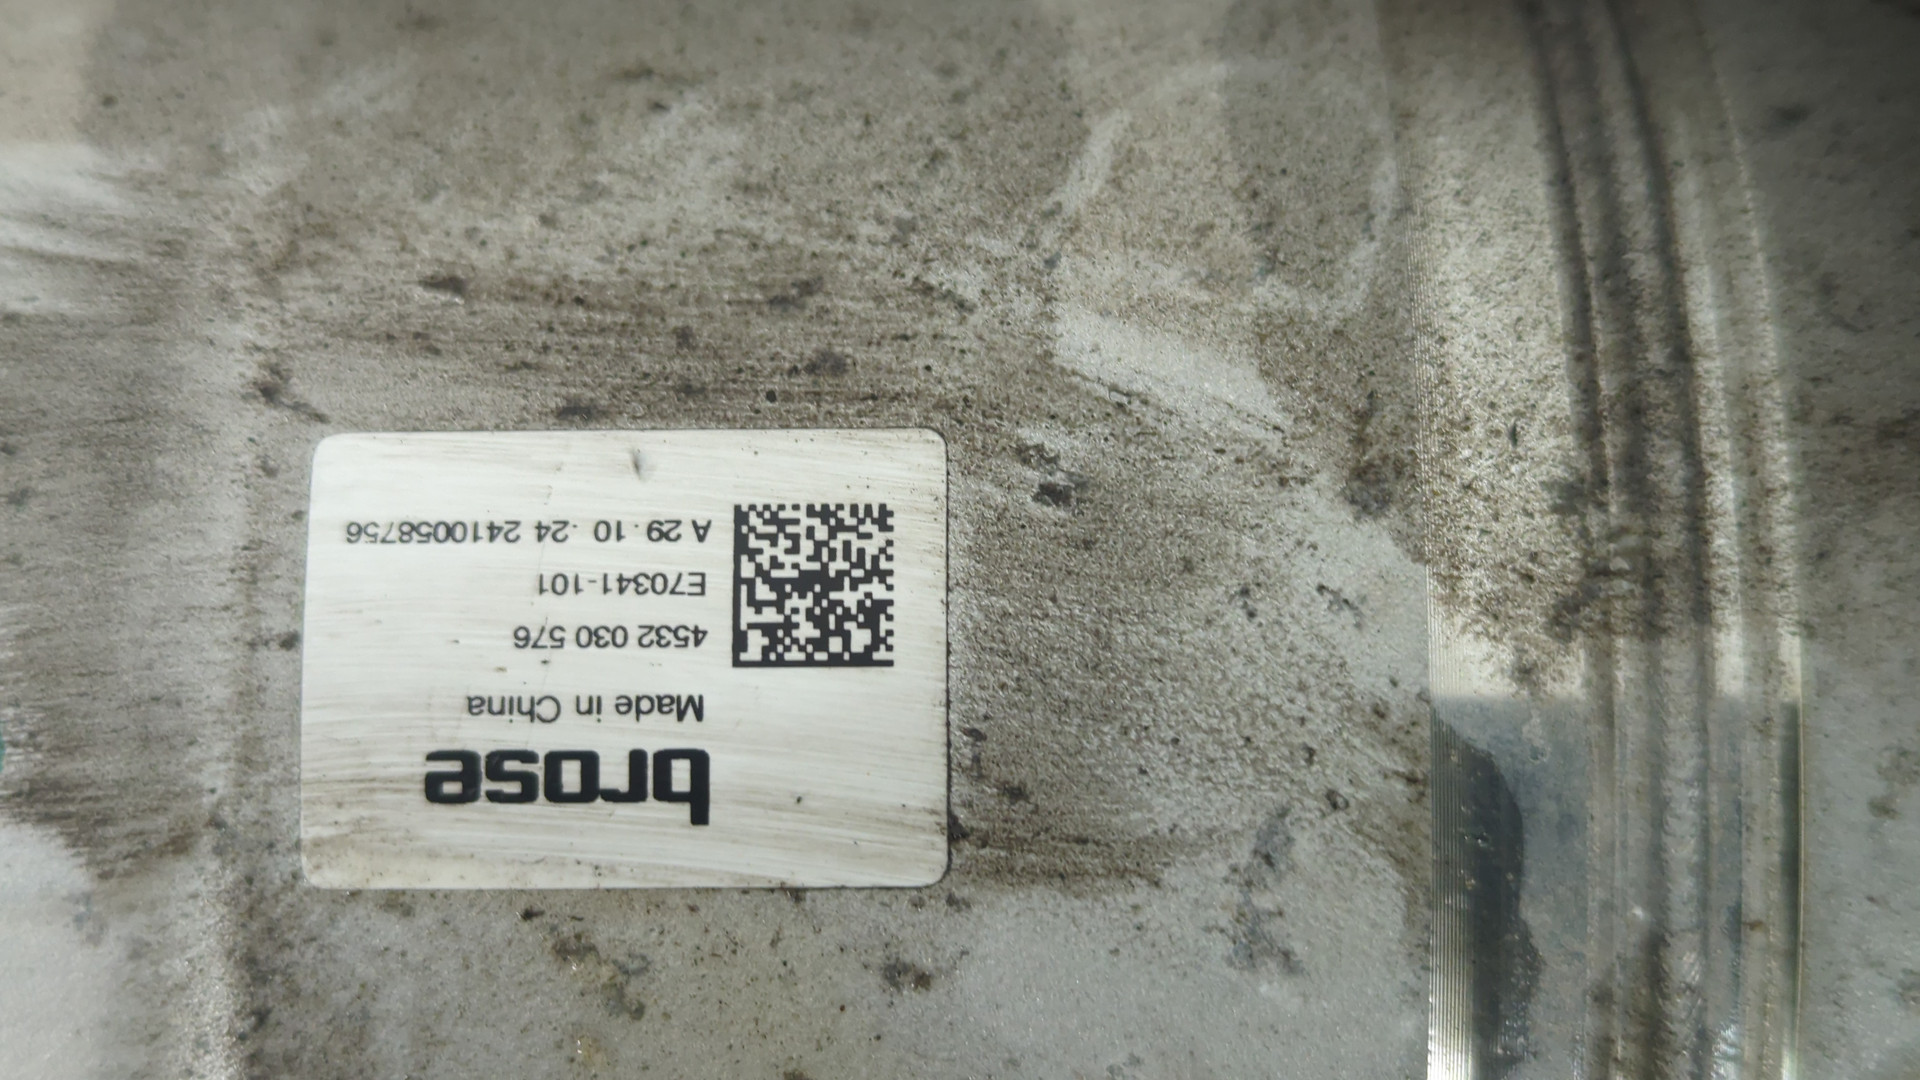 brose
Made in China
4532 030 576
E70341-101
A 29. 10 .24 2410058756